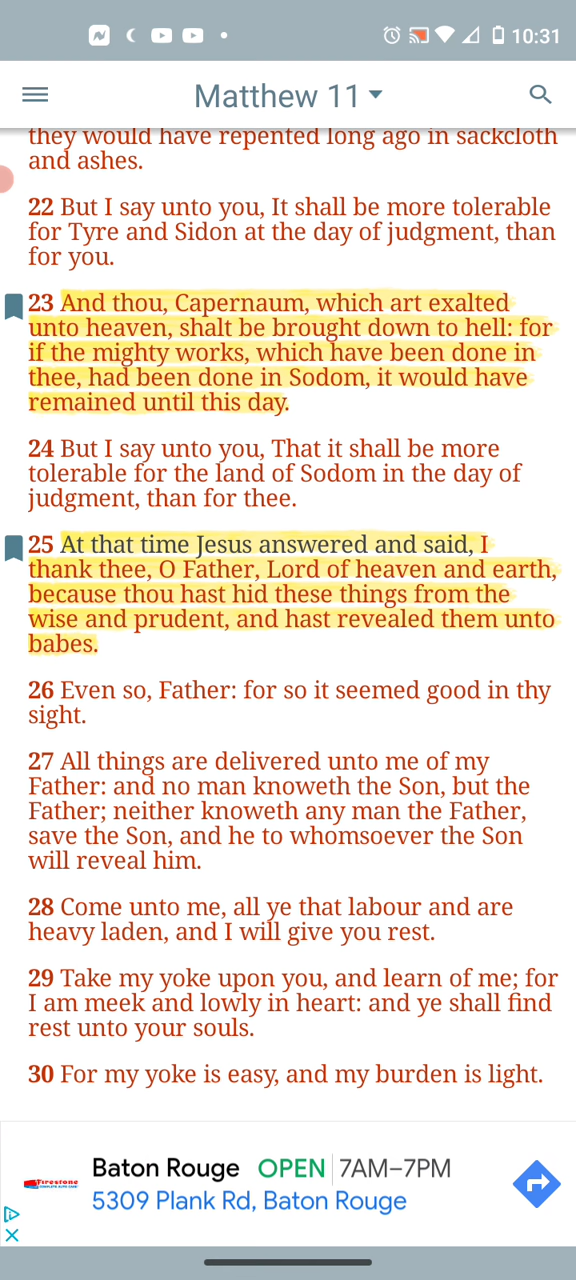 10:31
Matthew 11
they would have repented long ago in sackcloth
and ashes.
22 But I say unto you, It shall be more tolerable
for Tyre and Sidon at the day of judgment, than
for you.
23 And thou, Capernaum, which art exalted
unto heaven, shalt be brought down to hell: for
if the mighty works, which have been done in
thee, had been done in Sodom, it would have
remained until this day.
24 But I say unto you, That it shall be more
tolerable for the land of Sodom in the day of
judgment, than for thee.
25 At that time Jesus answered and said, I
thank thee, O Father, Lord of heaven and earth,
because thou hast hid these things from the
wise and prudent, and hast revealed them unto
babes.
26 Even so, Father: for so it seemed good in thy
sight.
27 All things are delivered unto me of my
Father: and no man knoweth the Son, but the
Father; neither knoweth any man the Father,
save the Son, and he to whomsoever the Son
will reveal him.
28 Come unto me, all ye that labour and are
heavy laden, and I will give you rest.
29 Take my yoke upon you, and learn of me; for
I am meek and lowly in heart: and ye shall find
rest unto your souls.
30 For my yoke is easy, and my burden is light.
Firestone
COMPLETE AUTO CARE
Baton Rouge OPEN 7AM–7PM
5309 Plank Rd, Baton Rouge